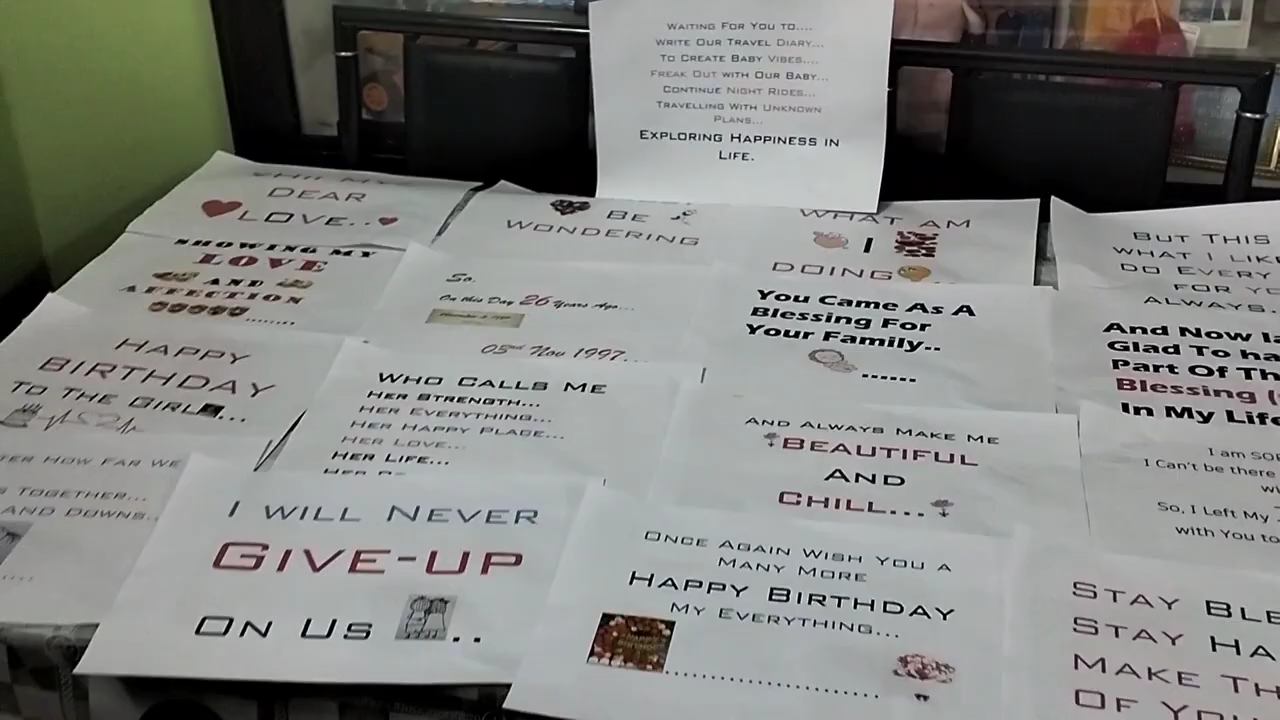 WAITING FOR YOU TO....
WRITE OUR TRAVEL DIARY...
TO CREATE BABY VIBES....
FREAK OUT WITH OUR BABY...
CONTINUE NIGHT RIDES...
TRAVELLING WITH UNKNOWN
PLANS...
EXPLORING HAPPINESS IN
LIFE.
DEAR
LOVE..
BE
WONDERING
WHAT AM
I
DOING
BUT THIS
WHAT I LIKE
DO EVERY
FOR YO
ALWAYS.
SHOWING MY
LOVE
AND
AFFECTION
........
So,
On this Day 26 Years Ago...
05nd Nov 1997...
You Came As A
Blessing For
Your Family..
......
And Now
Glad To ha
Part Of Th
Blessing
In My Life
HAPPY
BIRTHDAY
TO THE GIRL...
WHO CALLS ME
HER STRENGTH...
HER EVERYTHING...
HER HAPPY PLACE...
HER LOVE...
HER LIFE...
AND ALWAYS MAKE ME
BEAUTIFUL
AND
CHILL...
I am SO
I Can't be there
So, I Left My
with You to
TER HOW FAR WE
TOGETHER...
AND DOWNS..
I WILL NEVER
GIVE-UP
ON US ..
ONCE AGAIN WISH YOU A
MANY MORE
HAPPY BIRTHDAY
MY EVERYTHING...
STAY BLE
STAY HA
MAKE TH
OF YOU